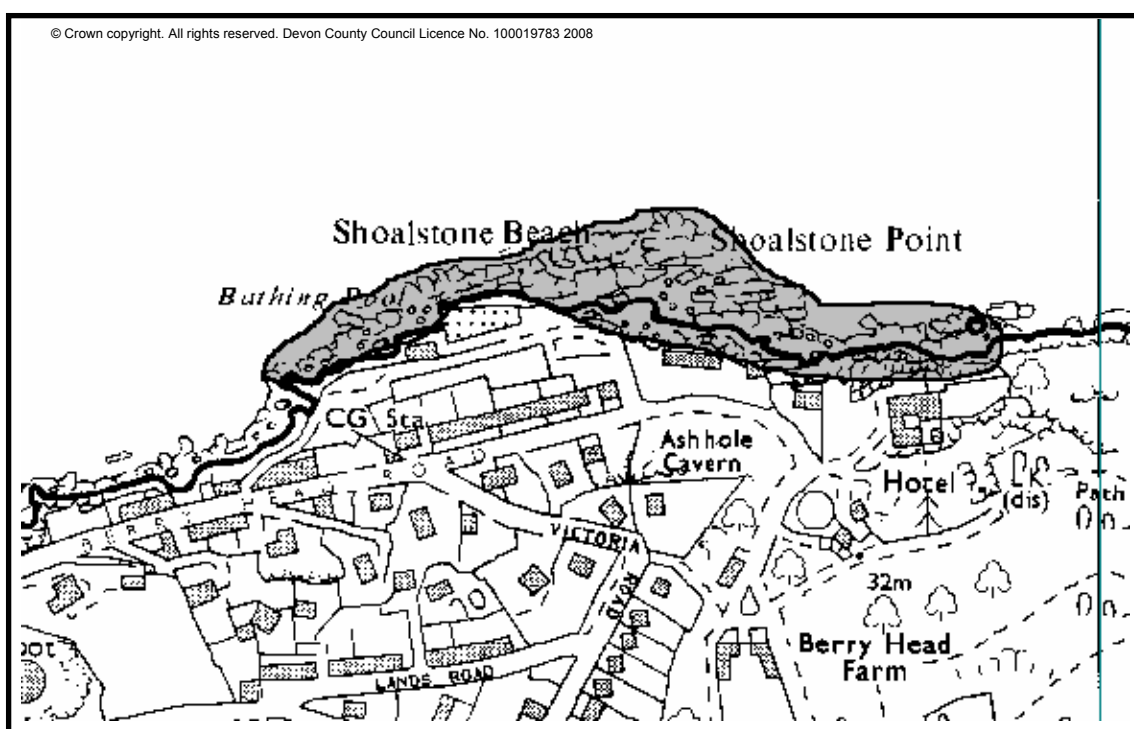 © Crown copyright. All rights reserved. Devon County Council Licence No. 100019783 2008
Shoalstone Beach
Shoalstone Point
Bathing Pool
CG Sta
Ashhole
Cavern
Hotel
(dis)
Path
VICTORIA
ROAD
32m
Berry Head
Farm
LANDS ROAD